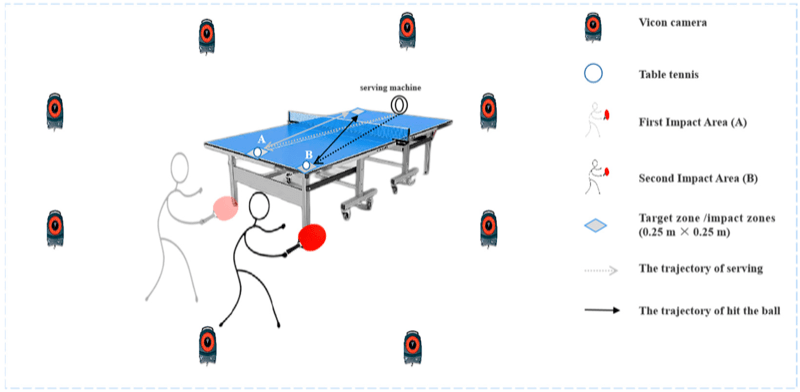 Vicon camera
serving machine
Table tennis
First Impact Area (A)
A
B
Second Impact Area (B)
Target zone /impact zones
(0.25 m × 0.25 m)
The trajectory of serving
The trajectory of hit the ball